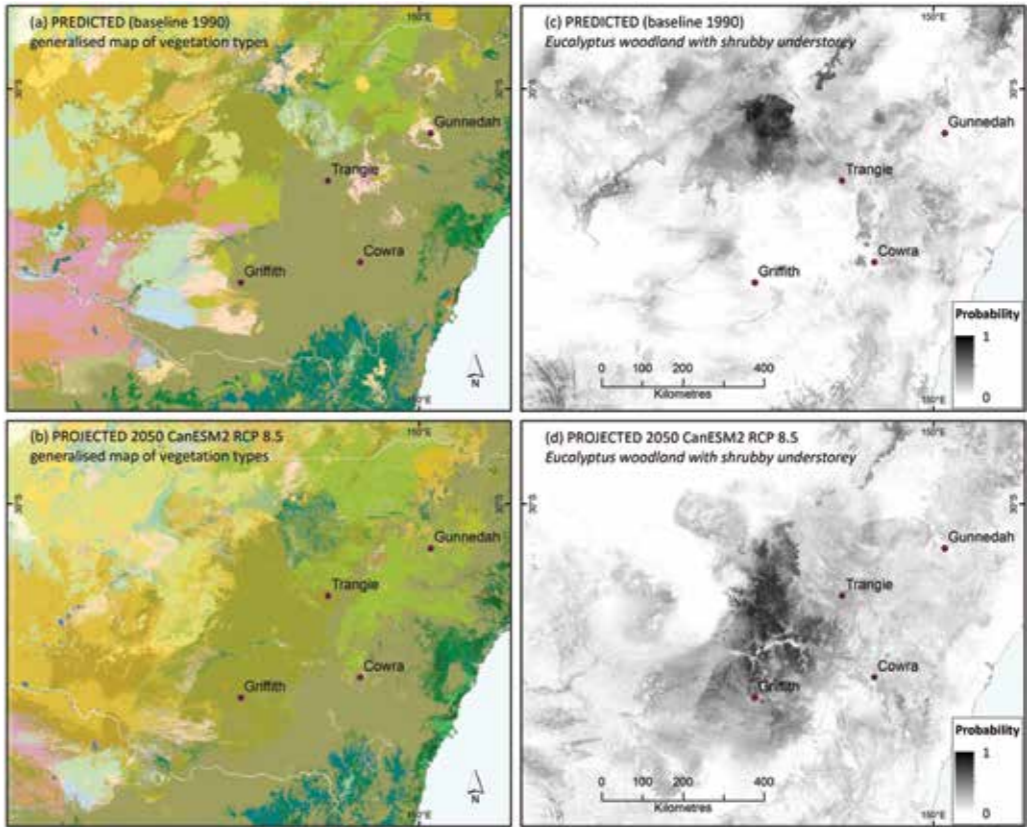 (a) PREDICTED (baseline 1990)
generalised map of vegetation types
150°E
30°S
Gunnedah
Trangie
Cowra
Griffith
N
150°E
(c) PREDICTED (baseline 1990)
Eucalyptus woodland with shrubby understorey
150°E
30°S
Gunnedah
Trangie
Cowra
Griffith
Probability
1
0
0 100 200 400
Kilometres
150°E
(b) PROJECTED 2050 CanESM2 RCP 8.5
generalised map of vegetation types
150°E
30°S
Gunnedah
Trangie
Cowra
Griffith
N
150°E
(d) PROJECTED 2050 CanESM2 RCP 8.5
Eucalyptus woodland with shrubby understorey
150°E
30°S
Gunnedah
Trangie
Cowra
Griffith
Probability
1
0
0 100 200 400
Kilometres
150°E